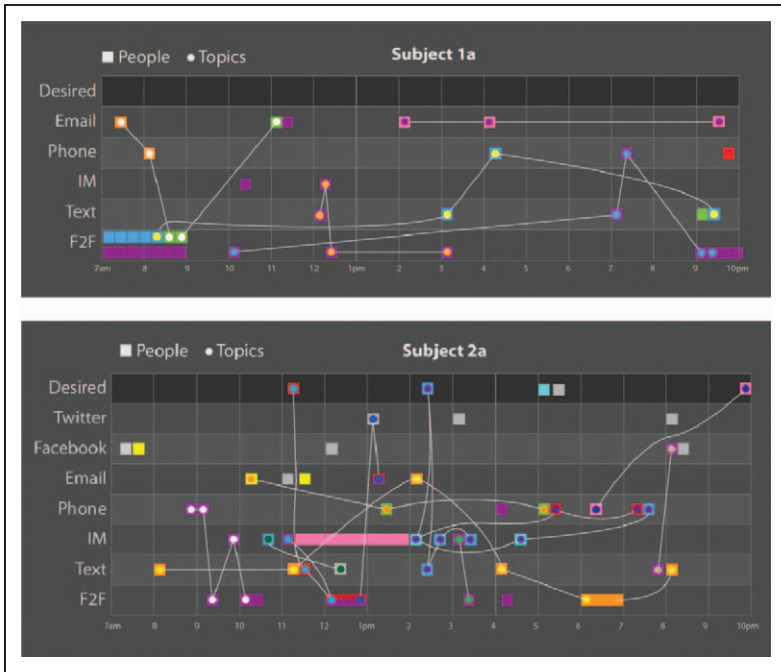 People Topics Subject 1a
Desired
Email
Phone
IM
Text
F2F
7am 8 9 10 11 12 1pm 2 3 4 5 6 7 8 9 10pm
People Topics Subject 2a
Desired
Twitter
Facebook
Email
Phone
IM
Text
F2F
7am 8 9 10 11 12 1pm 2 3 4 5 6 7 8 9 10pm